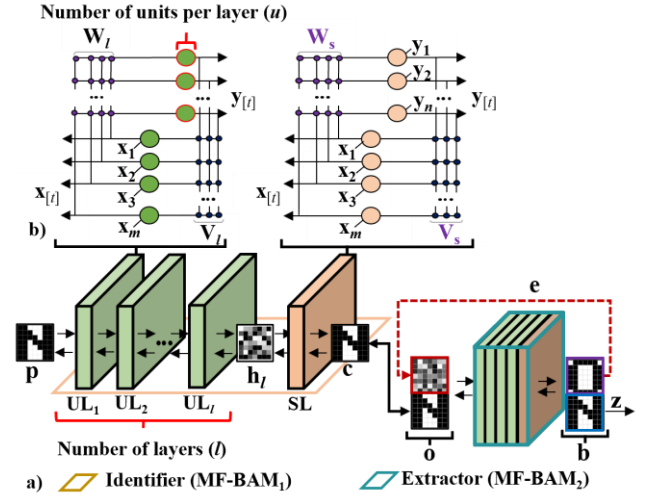 Number of units per layer (u)
W_l
W_s
y_1
y_2
...
...
...
...
y_n
y_[t]
y_[t]
x_1
x_1
x_2
x_2
x_[t]
x_3
x_[t]
x_3
...
...
x_m
V_l
x_m
V_s
b)
e
p
...
h_l
c
z
UL_1
UL_2
UL_l
SL
o
b
Number of layers (l)
a)
Identifier (MF-BAM_1)
Extractor (MF-BAM_2)